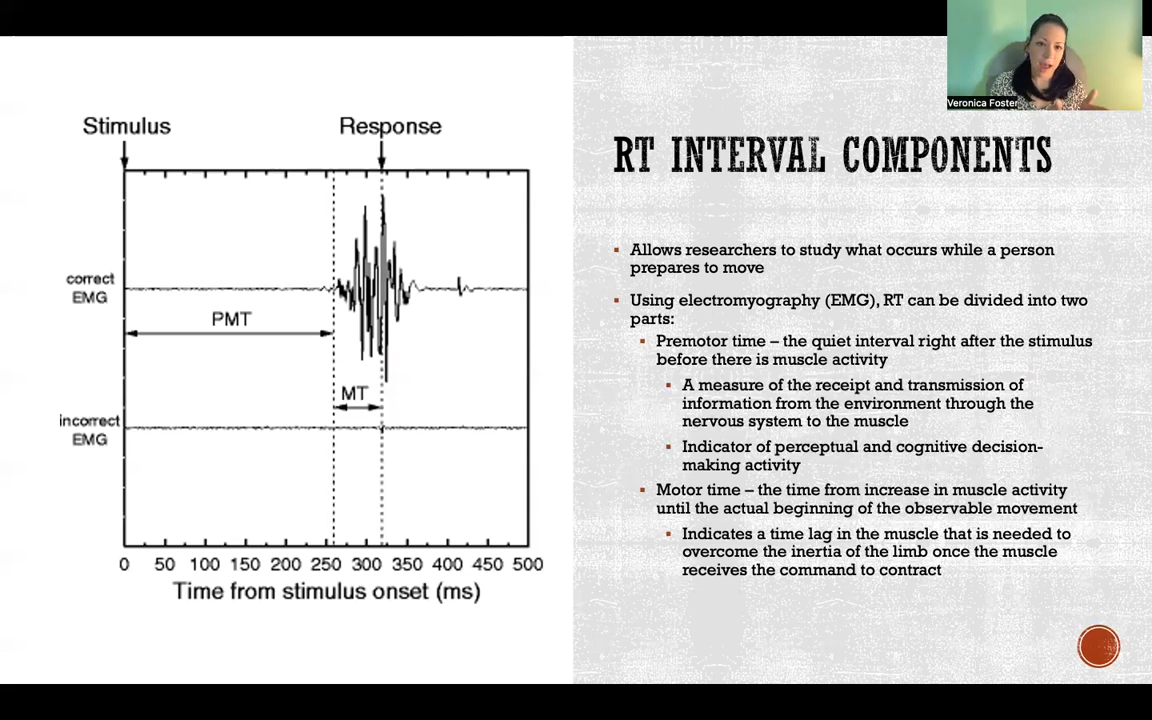 Veronica Foster
Stimulus
Response
correct
EMG
PMT
MT
incorrect
EMG
0 50 100 150 200 250 300 350 400 450 500
Time from stimulus onset (ms)
RT INTERVAL COMPONENTS
▪ Allows researchers to study what occurs while a person
prepares to move
▪ Using electromyography (EMG), RT can be divided into two
parts:
▪ Premotor time – the quiet interval right after the stimulus
before there is muscle activity
▪ A measure of the receipt and transmission of
information from the environment through the
nervous system to the muscle
▪ Indicator of perceptual and cognitive decision-
making activity
▪ Motor time – the time from increase in muscle activity
until the actual beginning of the observable movement
▪ Indicates a time lag in the muscle that is needed to
overcome the inertia of the limb once the muscle
receives the command to contract